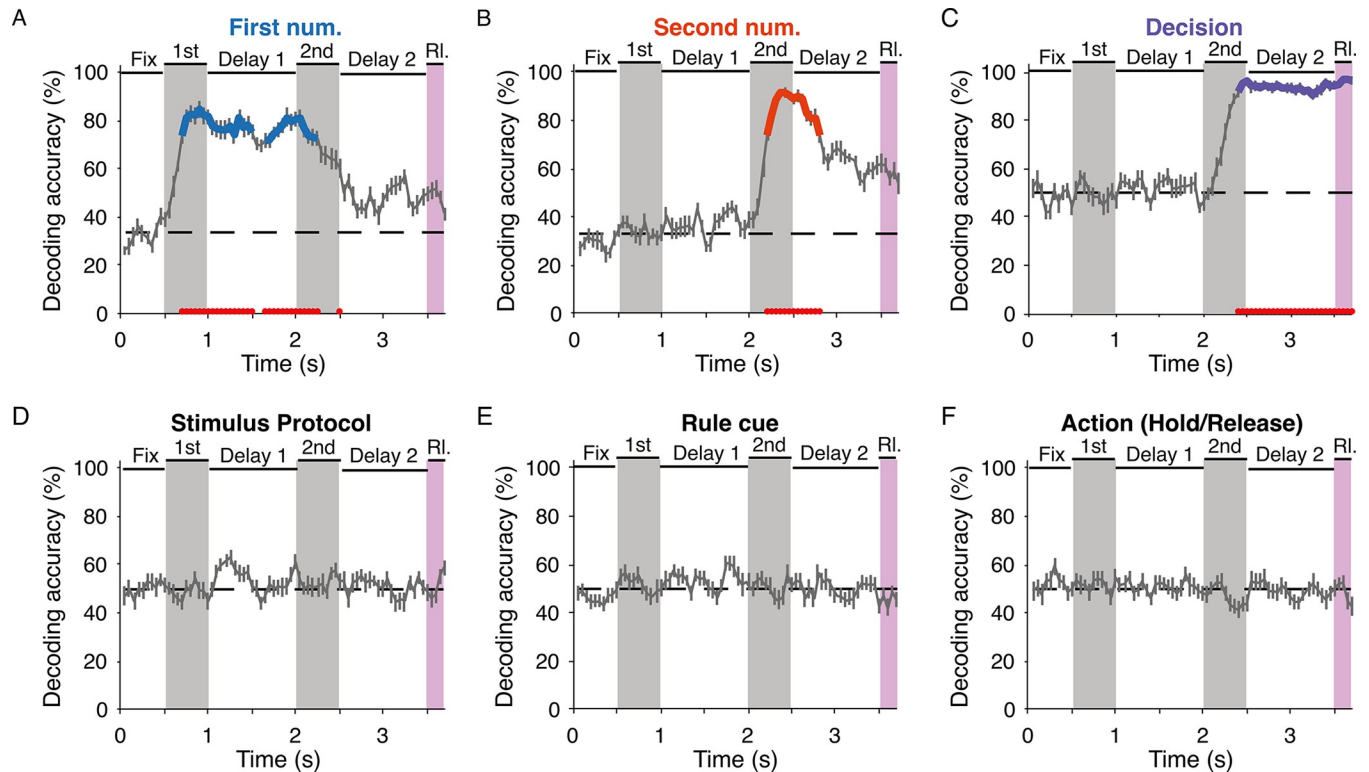 A
First num.
Fix 1st Delay 1 2nd Delay 2 Rl.
Decoding accuracy (%)
100
80
60
40
20
0
0 1 2 3
Time (s)
B
Second num.
Fix 1st Delay 1 2nd Delay 2 Rl.
Decoding accuracy (%)
100
80
60
40
20
0
0 1 2 3
Time (s)
C
Decision
Fix 1st Delay 1 2nd Delay 2 Rl.
Decoding accuracy (%)
100
80
60
40
20
0
0 1 2 3
Time (s)
D
Stimulus Protocol
Fix 1st Delay 1 2nd Delay 2 Rl.
Decoding accuracy (%)
100
80
60
40
20
0
0 1 2 3
Time (s)
E
Rule cue
Fix 1st Delay 1 2nd Delay 2 Rl.
Decoding accuracy (%)
100
80
60
40
20
0
0 1 2 3
Time (s)
F
Action (Hold/Release)
Fix 1st Delay 1 2nd Delay 2 Rl.
Decoding accuracy (%)
100
80
60
40
20
0
0 1 2 3
Time (s)